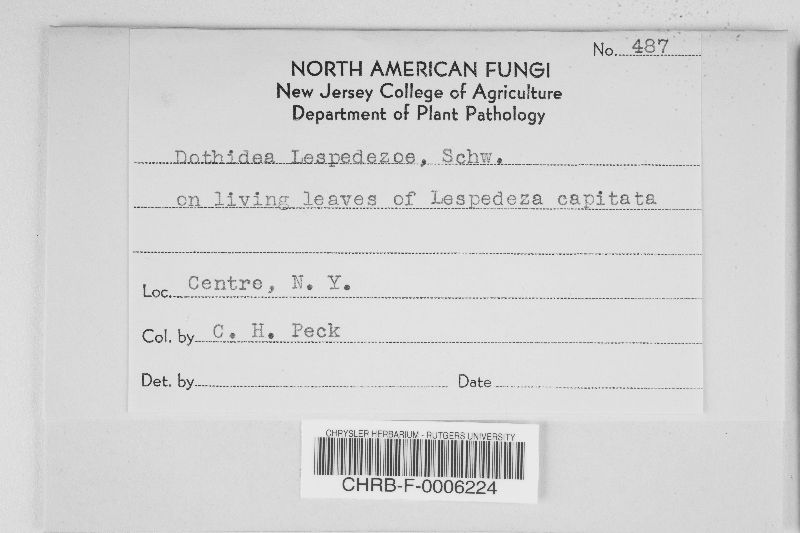 No. 487
NORTH AMERICAN FUNGI
New Jersey College of Agriculture
Department of Plant Pathology
Dothidea Lespedezoe, Schw.
on living leaves of Lespedeza capitata
Loc. Centre, N. Y.
Col. by C. H. Peck
Det. by Date
CHRYSLER HERBARIUM - RUTGERS UNIVERSITY
CHRB-F-0006224